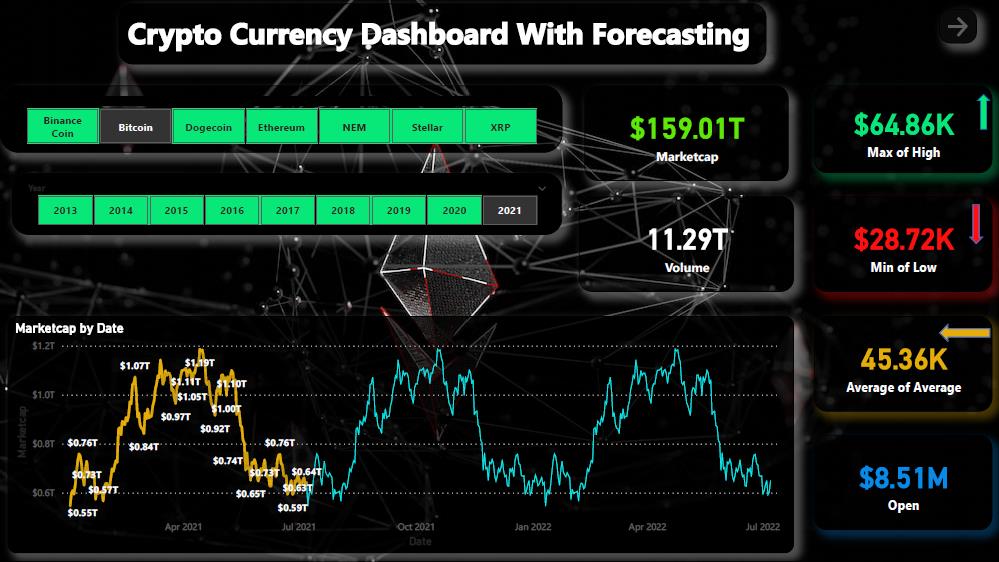 Crypto Currency Dashboard With Forecasting
Binance
Coin
Bitcoin
Dogecoin
Ethereum
NEM
Stellar
XRP
Year
2013
2014
2015
2016
2017
2018
2019
2020
2021
$159.01T
Marketcap
11.29T
Volume
$64.86K
Max of High
$28.72K
Min of Low
45.36K
Average of Average
$8.51M
Open
Marketcap by Date
Marketcap
$1.2T
$1.0T
$0.8T
$0.6T
$0.55T
$0.76T
$0.73T
$0.57T
$1.07T
$0.84T
$0.97T
$1.11T
$1.05T
$1.19T
$0.92T
$1.00T
$1.10T
$0.74T
$0.65T
$0.73T
$0.76T
$0.59T
$0.63T
$0.64T
Apr 2021
Jul 2021
Oct 2021
Jan 2022
Apr 2022
Jul 2022
Date